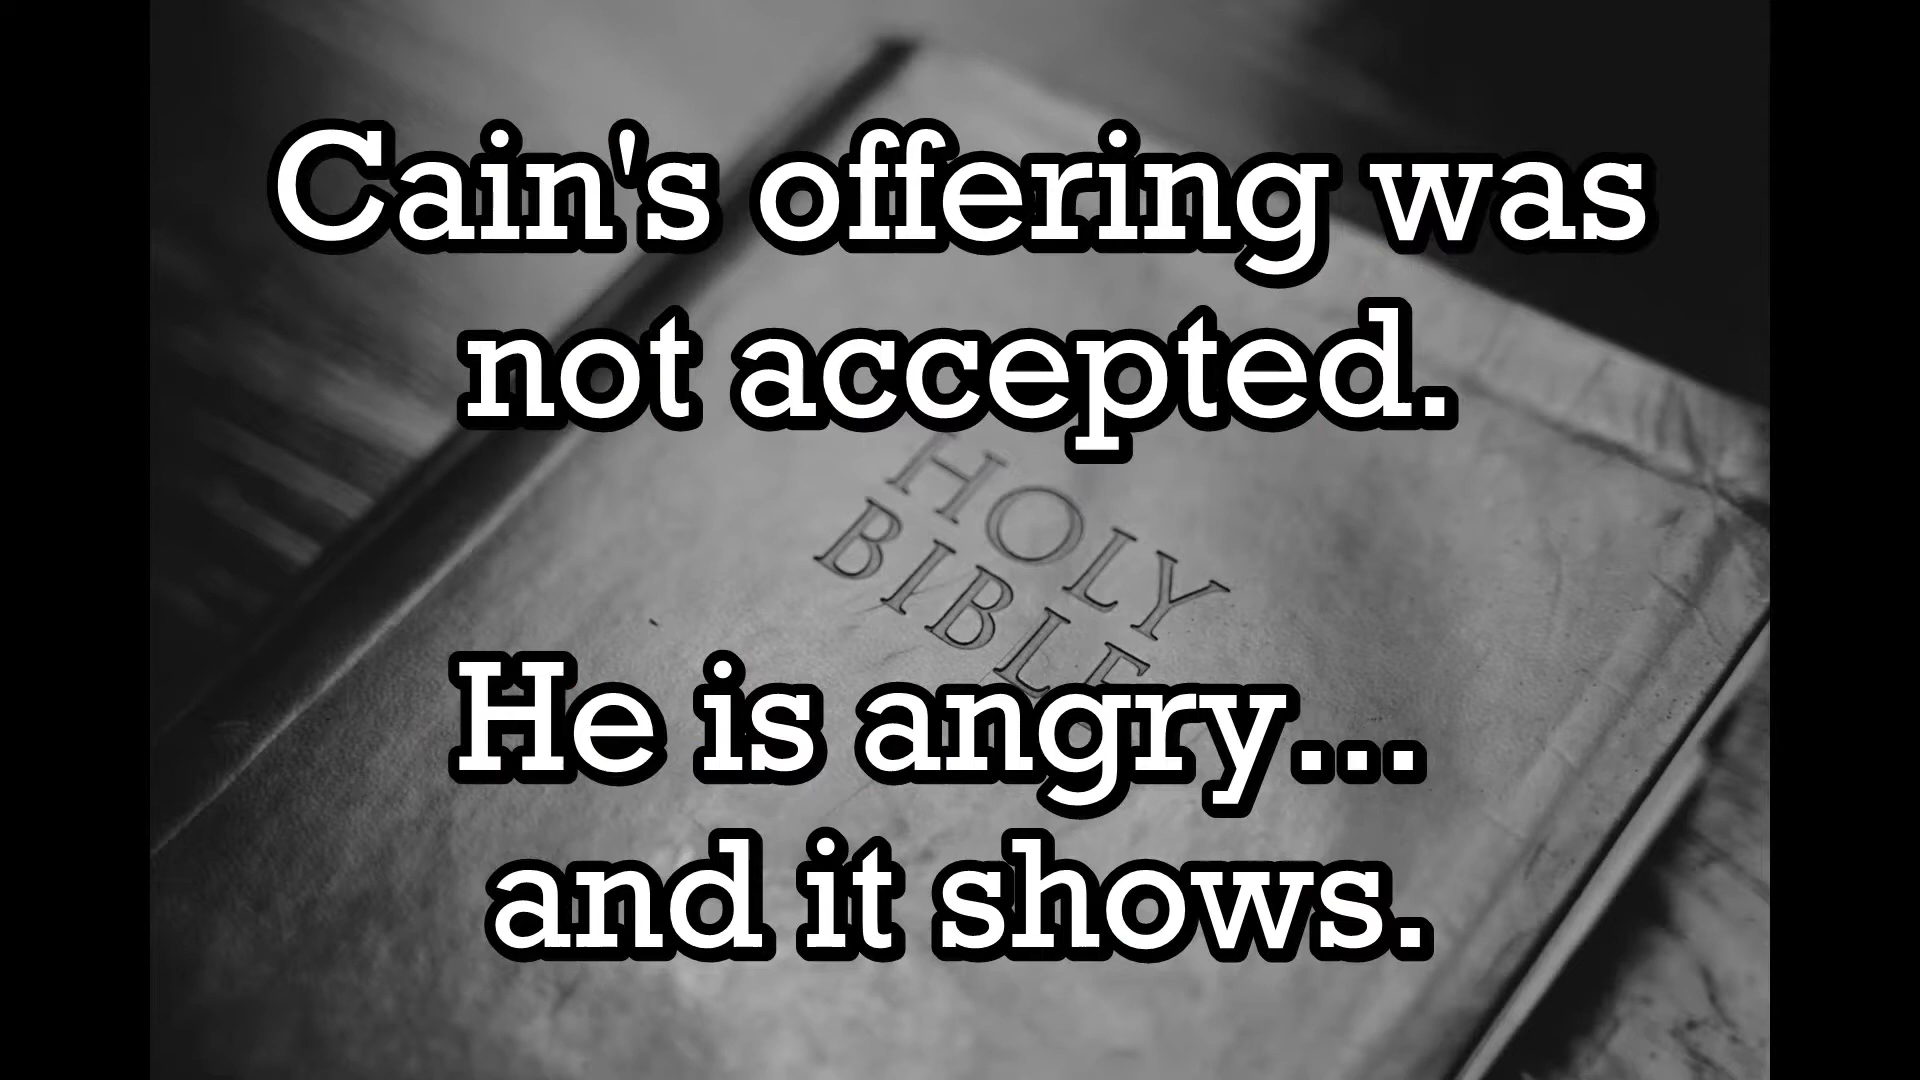 Cain's offering was
not accepted.
HOLY
BIBLE
He is angry...
and it shows.